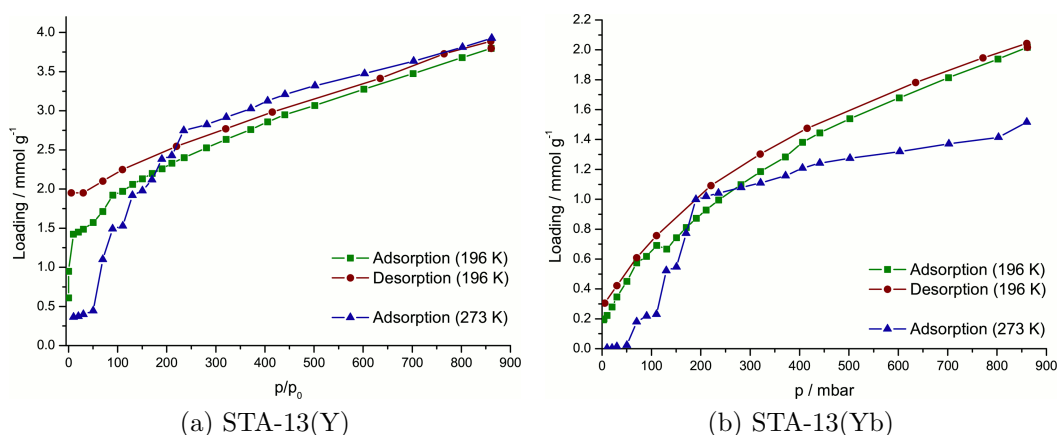 4.0
3.5
3.0
2.5
2.0
1.5
1.0
0.5
0.0
Loading / mmol g⁻¹
Adsorption (196 K)
Desorption (196 K)
Adsorption (273 K)
0 100 200 300 400 500 600 700 800 900
p/p₀
(a) STA-13(Y)
2.2
2.0
1.8
1.6
1.4
1.2
1.0
0.8
0.6
0.4
0.2
0.0
Loading / mmol g⁻¹
Adsorption (196 K)
Desorption (196 K)
Adsorption (273 K)
0 100 200 300 400 500 600 700 800 900
p / mbar
(b) STA-13(Yb)